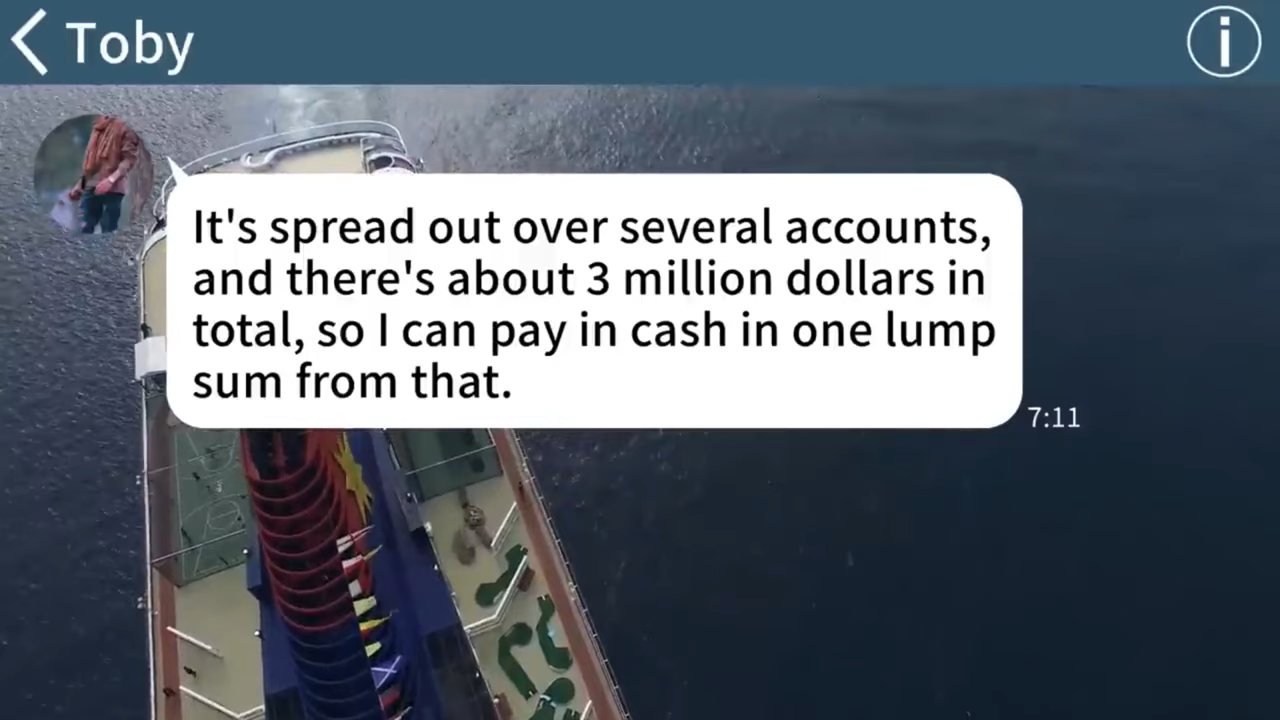 Toby
It's spread out over several accounts,
and there's about 3 million dollars in
total, so I can pay in cash in one lump
sum from that.
7:11